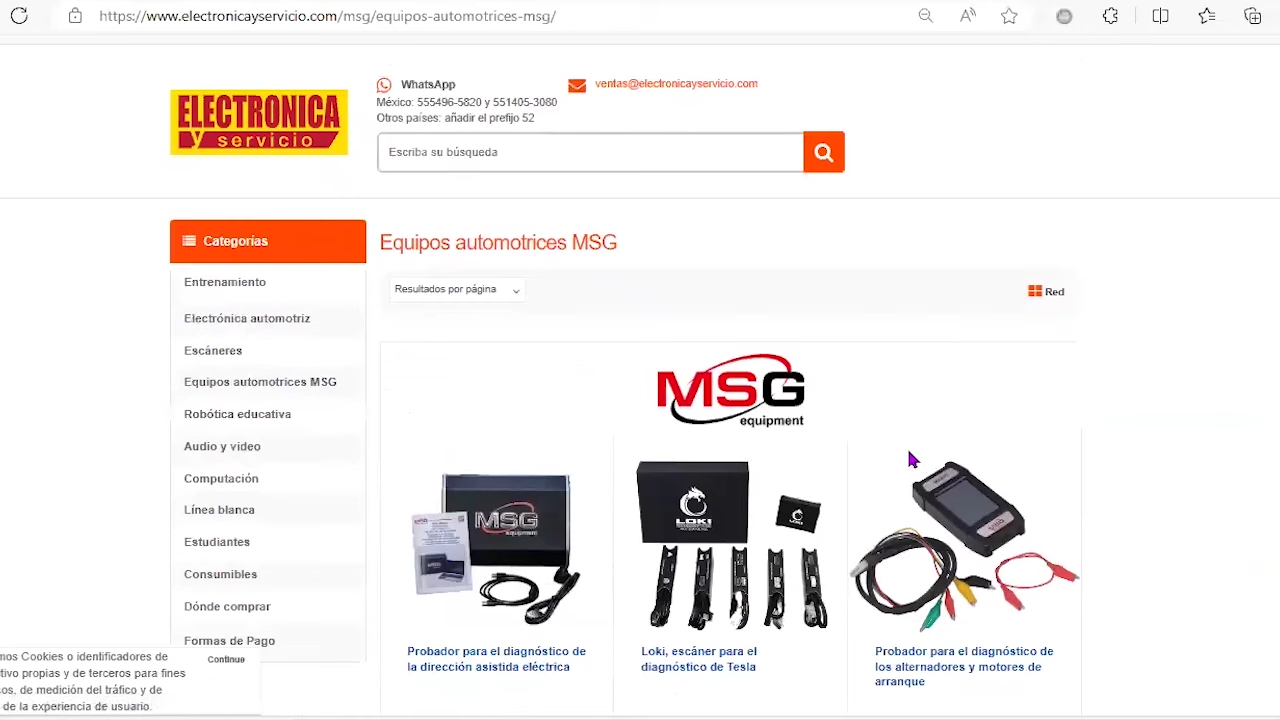 https://www.electronicayservicio.com/msg/equipos-automotrices-msg/
ELECTRONICA
y servicio
WhatsApp
México: 555496-5820 y 551405-3080
Otros países: añadir el prefijo 52
ventas@electronicayservicio.com
Escriba su búsqueda
Categorías
Entrenamiento
Electrónica automotriz
Escáneres
Equipos automotrices MSG
Robótica educativa
Audio y video
Computación
Línea blanca
Estudiantes
Consumibles
Dónde comprar
Formas de Pago
Equipos automotrices MSG
Resultados por página
Red
MSG
equipment
MSG
equipment
LOKI
LOKI
Probador para el diagnóstico de
la dirección asistida eléctrica
Loki, escáner para el
diagnóstico de Tesla
Probador para el diagnóstico de
los alternadores y motores de
arranque
mos Cookies o identificadores de
tivo propias y de terceros para fines
os, de medición del tráfico y de
de la experiencia de usuario.
Continue